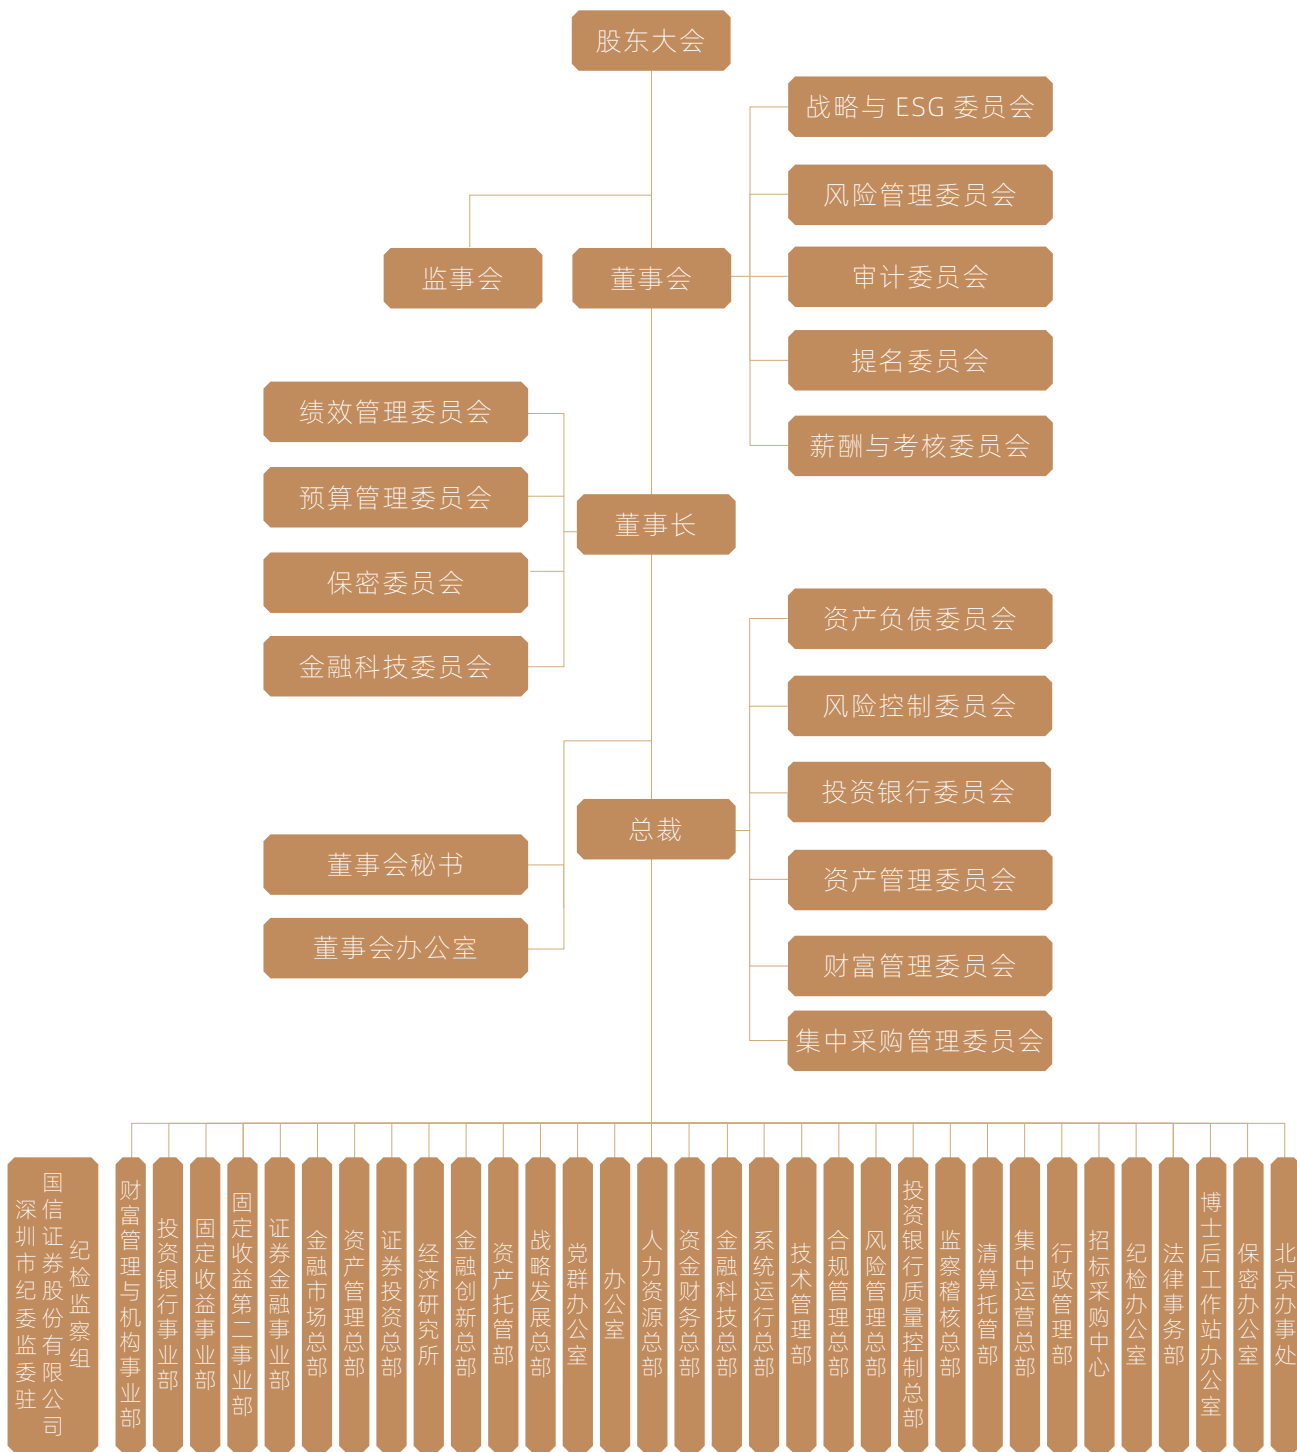 股东大会
战略与 ESG 委员会
风险管理委员会
监事会
董事会
审计委员会
提名委员会
绩效管理委员会
薪酬与考核委员会
预算管理委员会
董事长
保密委员会
资产负债委员会
金融科技委员会
风险控制委员会
投资银行委员会
总裁
董事会秘书
资产管理委员会
董事会办公室
财富管理委员会
集中采购管理委员会
深圳市纪委监委驻
国信证券股份有限公司
纪检监察组
财富管理与机构事业部
投资银行事业部
固定收益事业部
固定收益第二事业部
证券金融事业部
金融市场总部
资产管理总部
证券投资总部
经济研究所
金融创新总部
资产托管部
战略发展总部
党群办公室
办公室
人力资源总部
资金财务总部
金融科技总部
系统运行总部
技术管理部
合规管理总部
风险管理总部
投资银行质量控制总部
监察稽核总部
清算托管部
集中运营总部
行政管理部
招标采购中心
纪检办公室
法律事务部
博士后工作站办公室
保密办公室
北京办事处